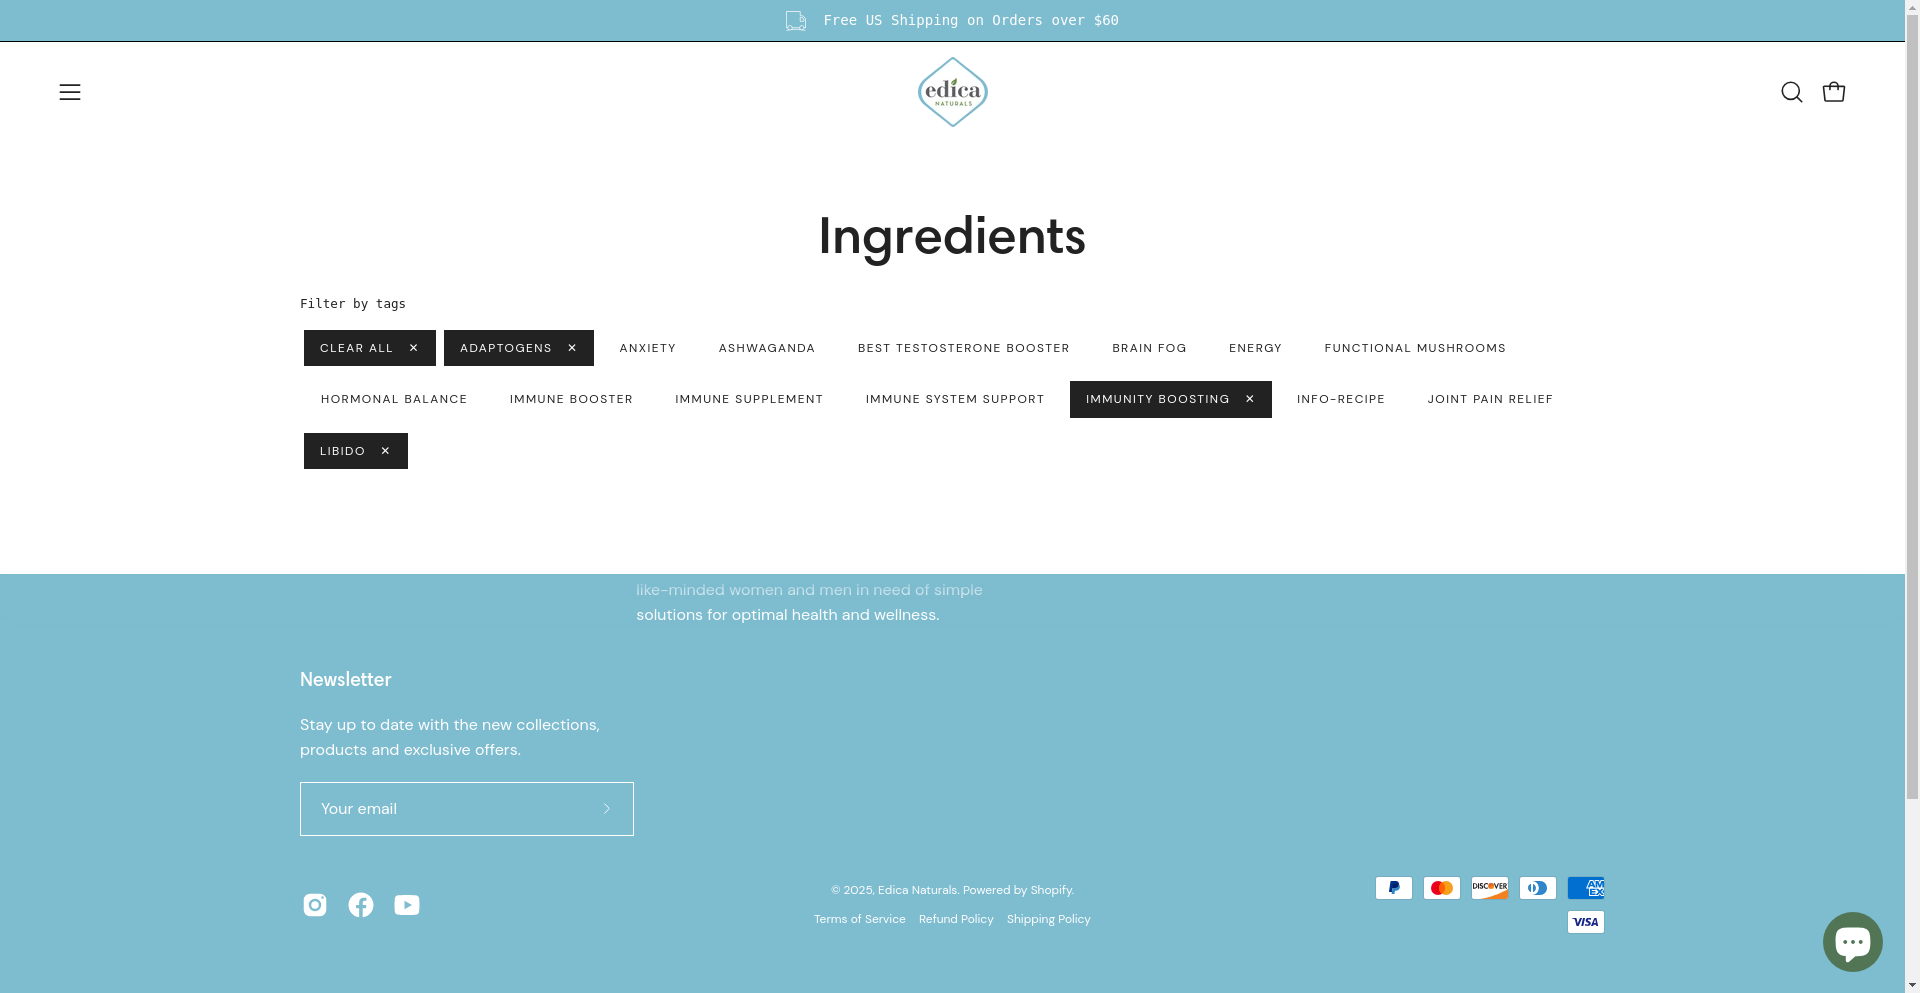 Free US Shipping on Orders over $60
edica
NATURALS
Ingredients
Filter by tags
CLEAR ALL ✕ ADAPTOGENS ✕ ANXIETY ASHWAGANDA BEST TESTOSTERONE BOOSTER BRAIN FOG ENERGY FUNCTIONAL MUSHROOMS
HORMONAL BALANCE IMMUNE BOOSTER IMMUNE SUPPLEMENT IMMUNE SYSTEM SUPPORT IMMUNITY BOOSTING ✕ INFO-RECIPE JOINT PAIN RELIEF
LIBIDO ✕
like-minded women and men in need of simple
solutions for optimal health and wellness.
Newsletter
Stay up to date with the new collections,
products and exclusive offers.
Your email
© 2025, Edica Naturals. Powered by Shopify.
Terms of Service Refund Policy Shipping Policy
DISCOVER
AM
EX
VISA